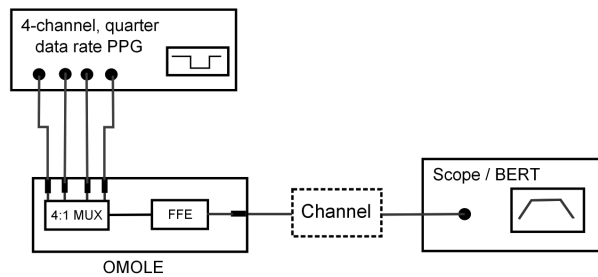 4-channel, quarter
data rate PPG
Scope / BERT
Channel
4:1 MUX
FFE
OMOLE